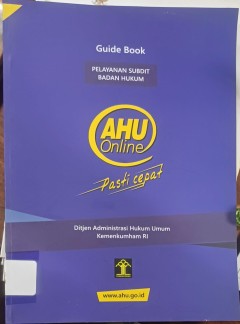 Guide Book
PELAYANAN SUBDIT
BADAN HUKUM
AHU
Online
Pasti cepat
Ditjen Administrasi Hukum Umum
Kemenkumham RI
www.ahu.go.id